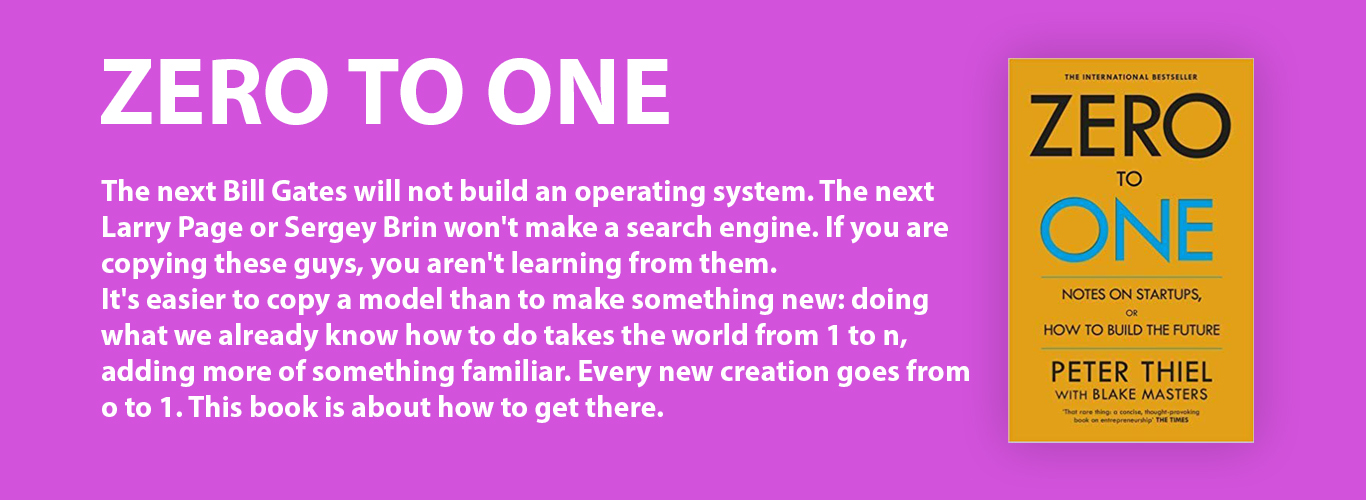 ZERO TO ONE
The next Bill Gates will not build an operating system. The next
Larry Page or Sergey Brin won't make a search engine. If you are
copying these guys, you aren't learning from them.
It's easier to copy a model than to make something new: doing
what we already know how to do takes the world from 1 to n,
adding more of something familiar. Every new creation goes from
o to 1. This book is about how to get there.
THE INTERNATIONAL BESTSELLER
ZERO
TO
ONE
NOTES ON STARTUPS,
OR
HOW TO BUILD THE FUTURE
PETER THIEL
WITH BLAKE MASTERS
'That rare thing: a concise, thought-provoking
book on entrepreneurship' THE TIMES